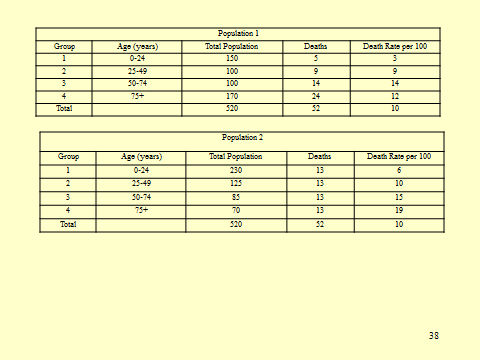 Population 1
Group Age (years) Total Population Deaths Death Rate per 100
1 0-24 150 5 3
2 25-49 100 9 9
3 50-74 100 14 14
4 75+ 170 24 12
Total 520 52 10
Population 2
Group Age (years) Total Population Deaths Death Rate per 100
1 0-24 230 13 6
2 25-49 125 13 10
3 50-74 85 13 15
4 75+ 70 13 19
Total 520 52 10
38